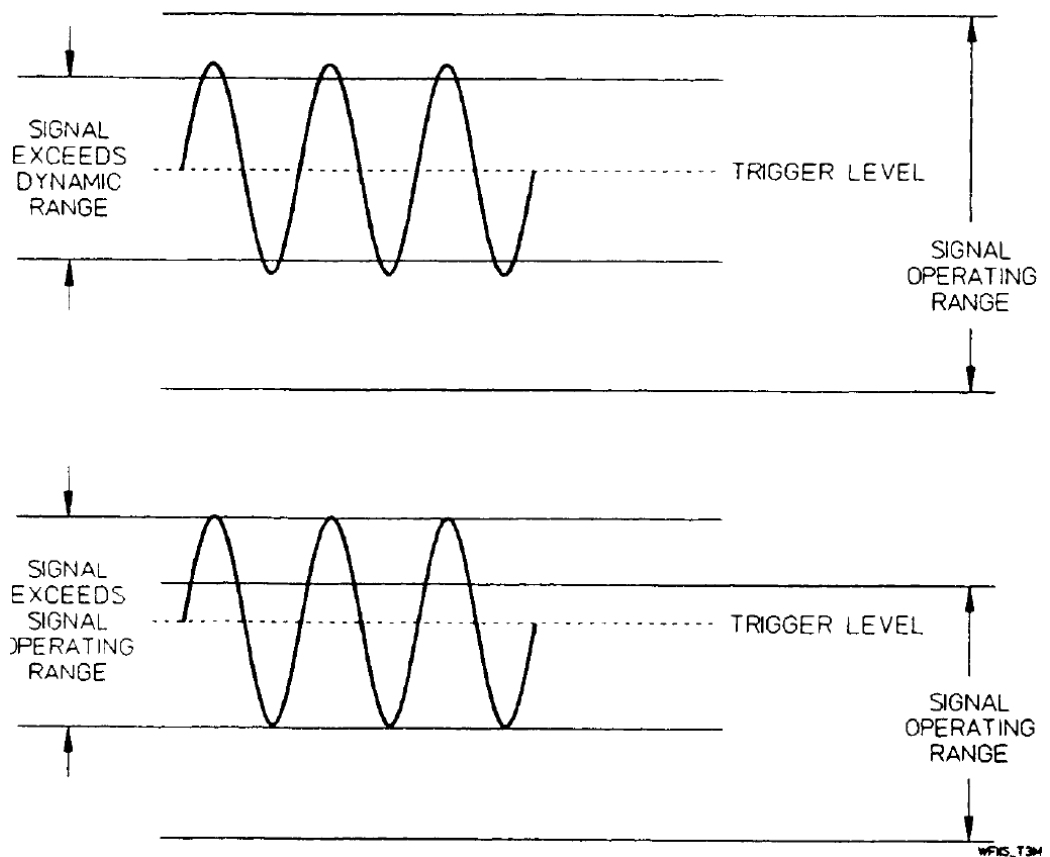 SIGNAL
EXCEEDS
DYNAMIC
RANGE
TRIGGER LEVEL
SIGNAL
OPERATING
RANGE
SIGNAL
EXCEEDS
SIGNAL
OPERATING
RANGE
TRIGGER LEVEL
SIGNAL
OPERATING
RANGE